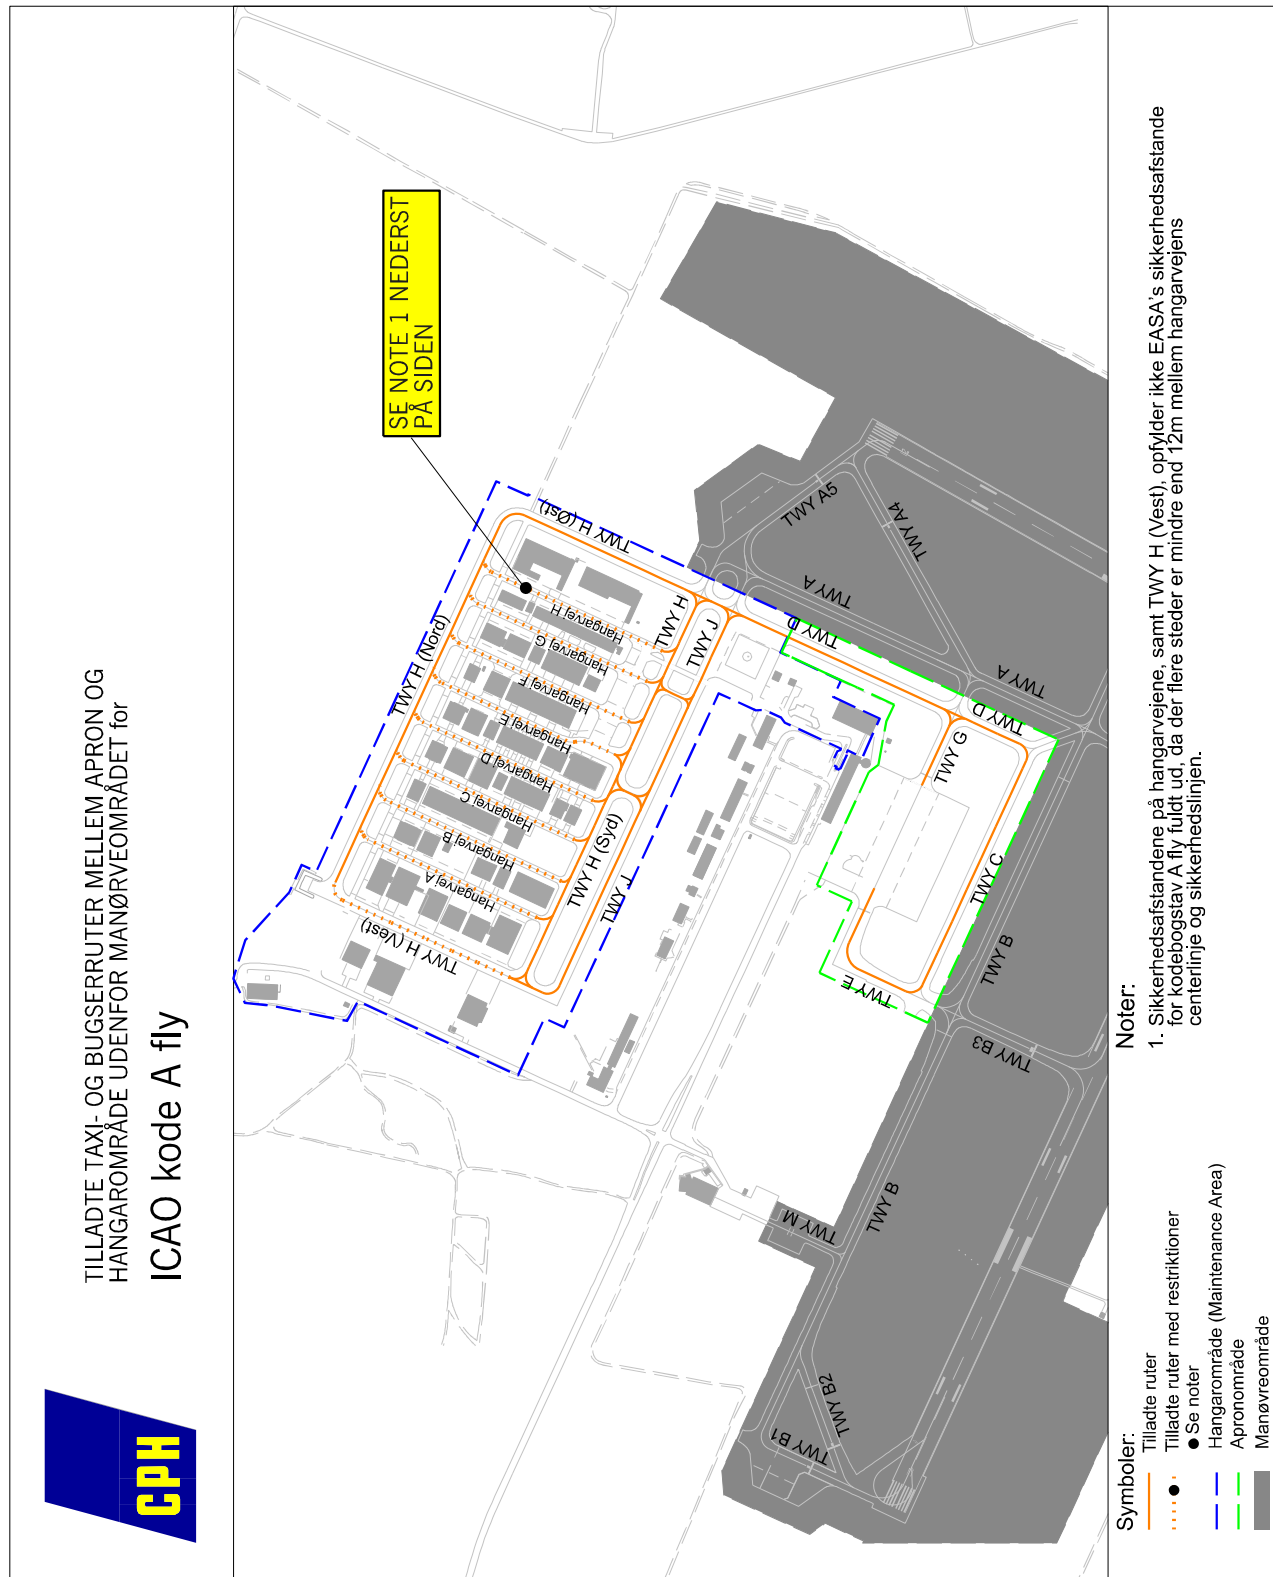 CPH
TILLADTE TAXI- OG BUGSERRUTER MELLEM APRON OG
HANGAROMRÅDE UDENFOR MANØRVEOMRÅDET for
ICAO kode A fly
SE NOTE 1 NEDERST
PÅ SIDEN
TWY H (Nord)
TWY H (Øst)
TWY H (Vest)
TWY H (Syd)
TWY H
TWY J
TWY J
Hangarvej A
Hangarvej B
Hangarvej C
Hangarvej D
Hangarvej E
Hangarvej F
Hangarvej G
Hangarvej H
TWY A5
TWY A4
TWY A
TWY A
TWY D
TWY D
TWY G
TWY C
TWY E
TWY B
TWY B3
TWY B
TWY M
TWY B2
TWY B1
Symboler:
Tilladte ruter
Tilladte ruter med restriktioner
Se noter
Hangarområde (Maintenance Area)
Apronområde
Manøvreområde
Noter:
1. Sikkerhedsafstandene på hangarvejene, samt TWY H (Vest), opfylder ikke EASA's sikkerhedsafstande
for kodebogstav A fly fuldt ud, da der flere steder er mindre end 12m mellem hangarvejens
centerlinje og sikkerhedslinjen.